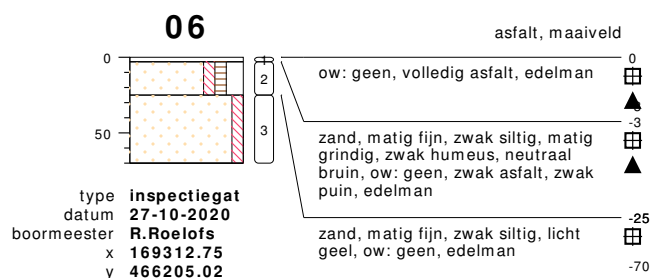 06
asfalt, maaiveld
0
0
1
ow: geen, volledig asfalt, edelman
2
-3
50
3
zand, matig fijn, zwak siltig, matig
grindig, zwak humeus, neutraal
bruin, ow: geen, zwak asfalt, zwak
puin, edelman
type inspectiegat
datum 27-10-2020
boormeester R.Roelofs
x 169312.75
y 466205.02
-25
zand, matig fijn, zwak siltig, licht
geel, ow: geen, edelman
-70